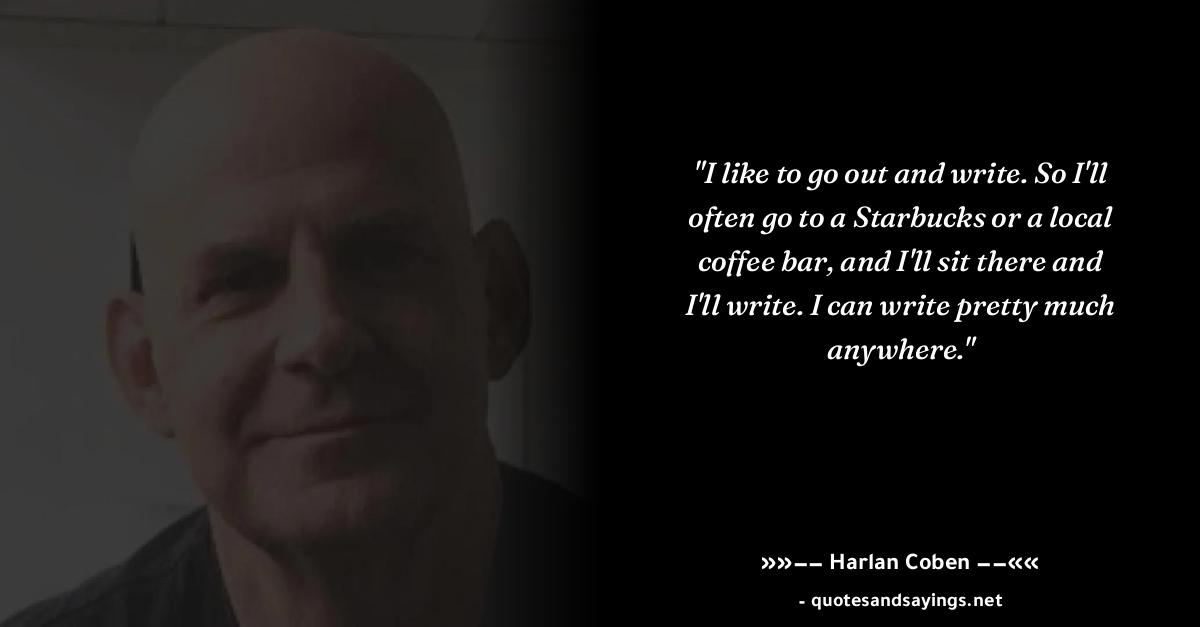 "I like to go out and write. So I'll
often go to a Starbucks or a local
coffee bar, and I'll sit there and
I'll write. I can write pretty much
anywhere."
»»–– Harlan Coben ––««
- quotesandsayings.net